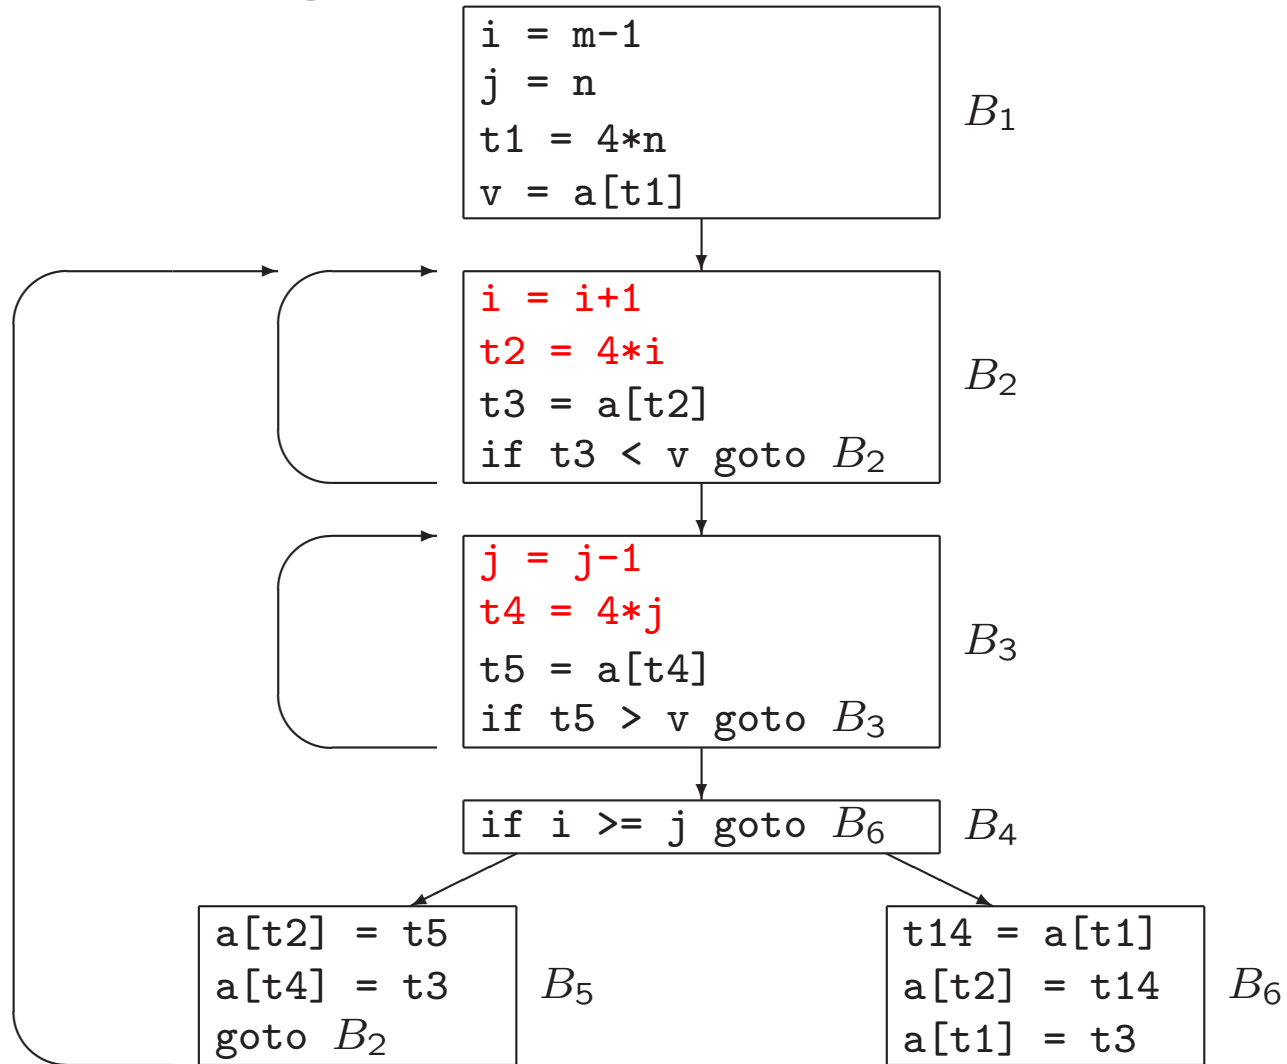 i = m-1
j = n
t1 = 4*n
v = a[t1]
B₁
i = i+1
t2 = 4*i
t3 = a[t2]
if t3 < v goto B₂
B₂
j = j-1
t4 = 4*j
t5 = a[t4]
if t5 > v goto B₃
B₃
if i >= j goto B₆
B₄
a[t2] = t5
a[t4] = t3
goto B₂
B₅
t14 = a[t1]
a[t2] = t14
a[t1] = t3
B₆